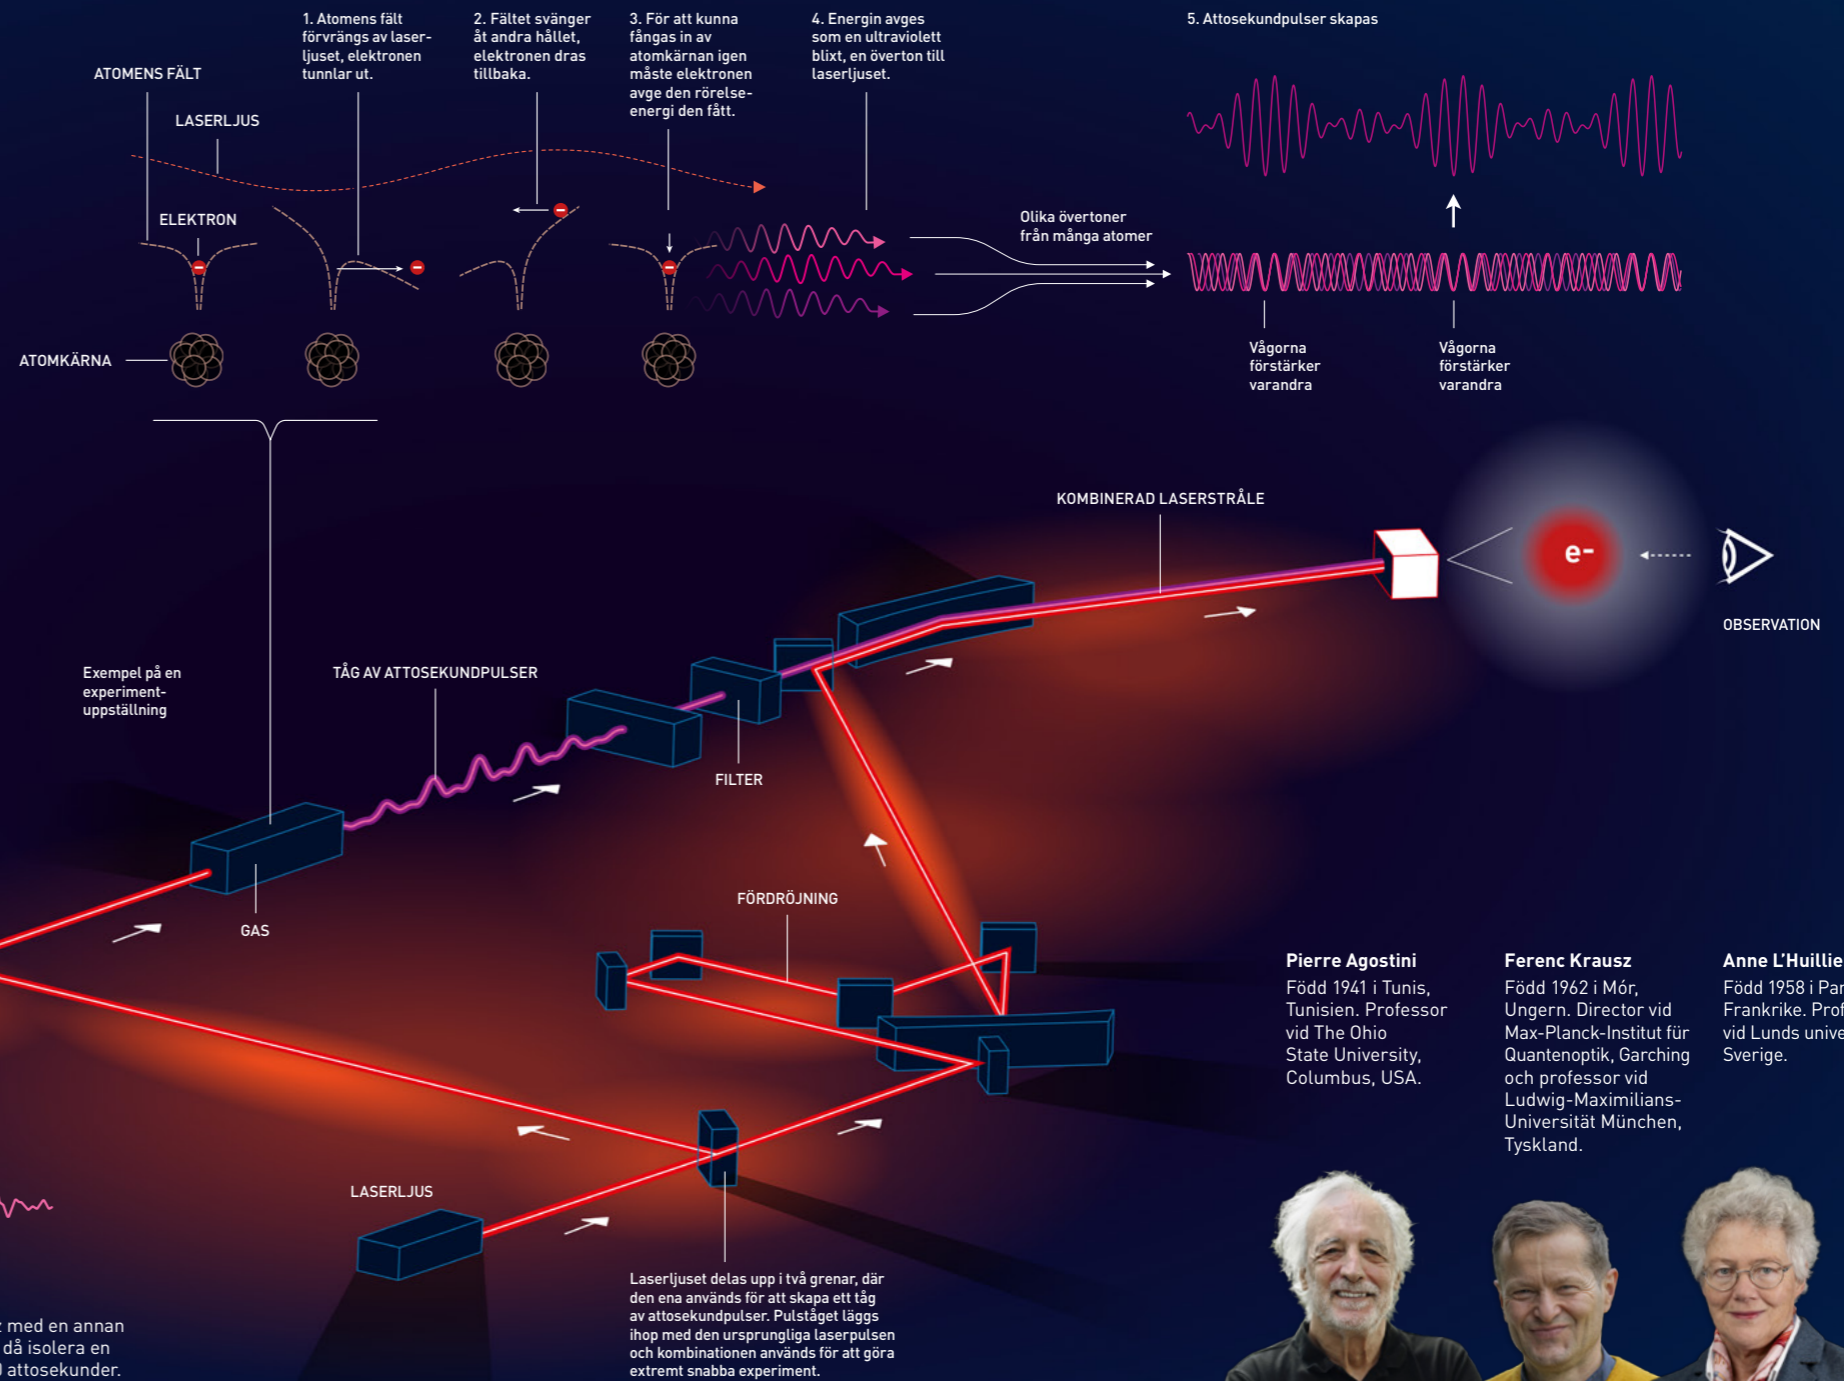 1. Atomens fält
förvrängs av laser-
ljuset, elektronen
tunnlar ut.
2. Fältet svänger
åt andra hållet,
elektronen dras
tillbaka.
3. För att kunna
fångas in av
atomkärnan igen
måste elektronen
avge den rörelse-
energi den fått.
4. Energin avges
som en ultraviolett
blixt, en överton till
laserljuset.
5. Attosekundpulser skapas
ATOMENS FÄLT
LASERLJUS
ELEKTRON
ATOMKÄRNA
Olika övertoner
från många atomer
Vågorna
förstärker
varandra
Vågorna
förstärker
varandra
KOMBINERAD LASERSTRÅLE
e-
OBSERVATION
Exempel på en
experiment-
uppställning
TÅG AV ATTOSEKUNDPULSER
FILTER
GAS
FÖRDRÖJNING
LASERLJUS
Laserljuset delas upp i två grenar, där
den ena används för att skapa ett tåg
av attosekundpulser. Pulståget läggs
ihop med den ursprungliga laserpulsen
och kombinationen används för att göra
extremt snabba experiment.
med en annan
då isolera en
attosekunder.
Pierre Agostini
Född 1941 i Tunis,
Tunisien. Professor
vid The Ohio
State University,
Columbus, USA.
Ferenc Krausz
Född 1962 i Mór,
Ungern. Director vid
Max-Planck-Institut für
Quantenoptik, Garching
och professor vid
Ludwig-Maximilians-
Universität München,
Tyskland.
Anne L'Huillie
Född 1958 i Par
Frankrike. Prof
vid Lunds unive
Sverige.